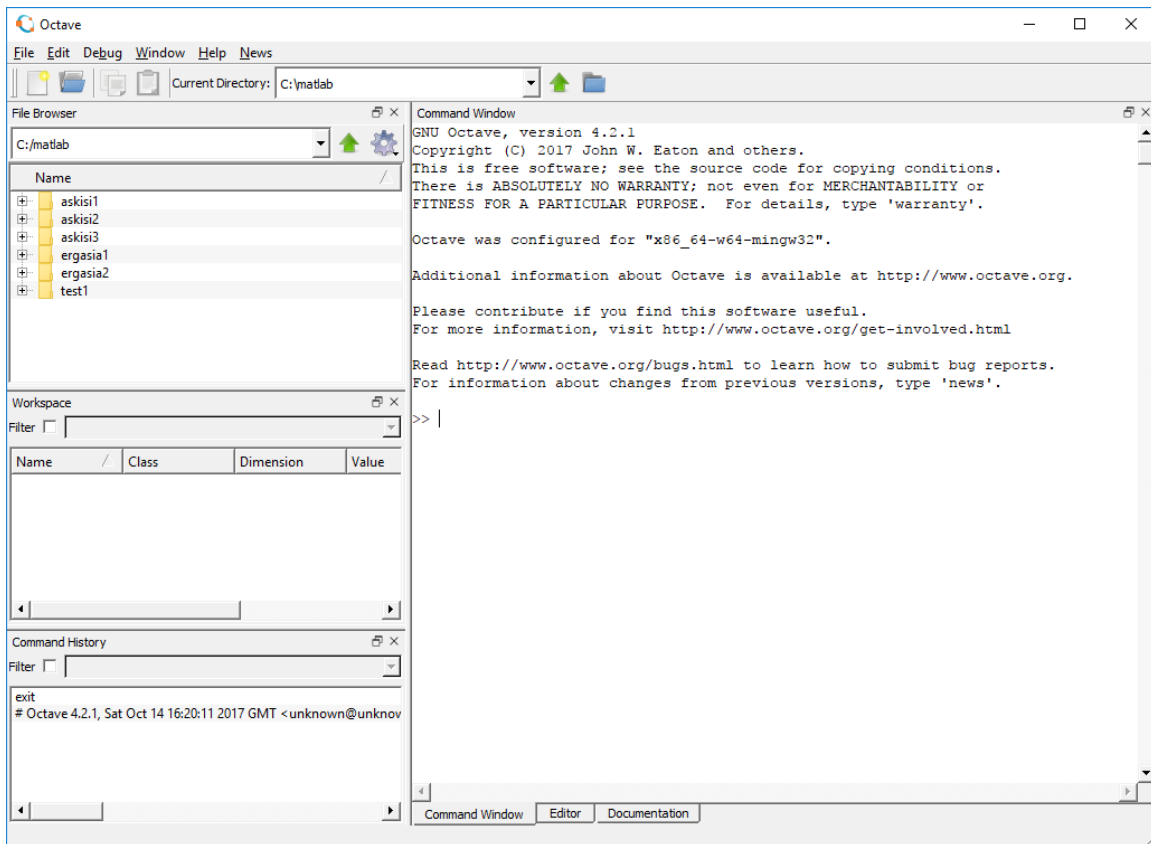 Octave
File Edit Debug Window Help News
Current Directory: C:\matlab
File Browser
C:/matlab
Name
askisi1
askisi2
askisi3
ergasia1
ergasia2
test1
Workspace
Filter
Name Class Dimension Value
Command History
Filter
exit
# Octave 4.2.1, Sat Oct 14 16:20:11 2017 GMT <unknown@unknov
Command Window
GNU Octave, version 4.2.1
Copyright (C) 2017 John W. Eaton and others.
This is free software; see the source code for copying conditions.
There is ABSOLUTELY NO WARRANTY; not even for MERCHANTABILITY or
FITNESS FOR A PARTICULAR PURPOSE.  For details, type 'warranty'.
Octave was configured for "x86_64-w64-mingw32".
Additional information about Octave is available at http://www.octave.org.
Please contribute if you find this software useful.
For more information, visit http://www.octave.org/get-involved.html
Read http://www.octave.org/bugs.html to learn how to submit bug reports.
For information about changes from previous versions, type 'news'.
>>
Command Window Editor Documentation